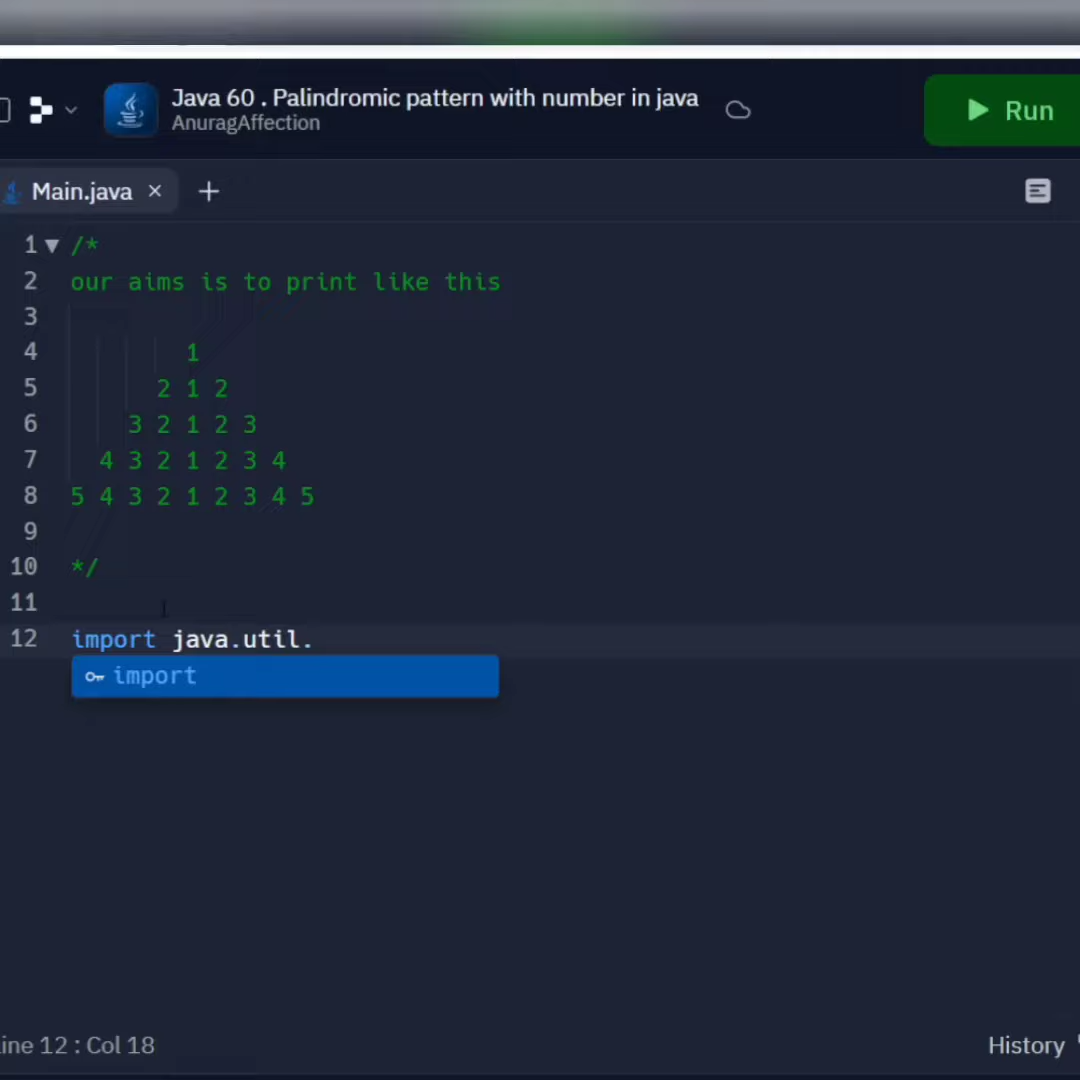 Java 60 . Palindromic pattern with number in java
AnuragAffection
Run
Main.java
1 /*
2 our aims is to print like this
3
4 1
5 2 1 2
6 3 2 1 2 3
7 4 3 2 1 2 3 4
8 5 4 3 2 1 2 3 4 5
9
10 */
11
12 import java.util.
import
ine 12 : Col 18
History